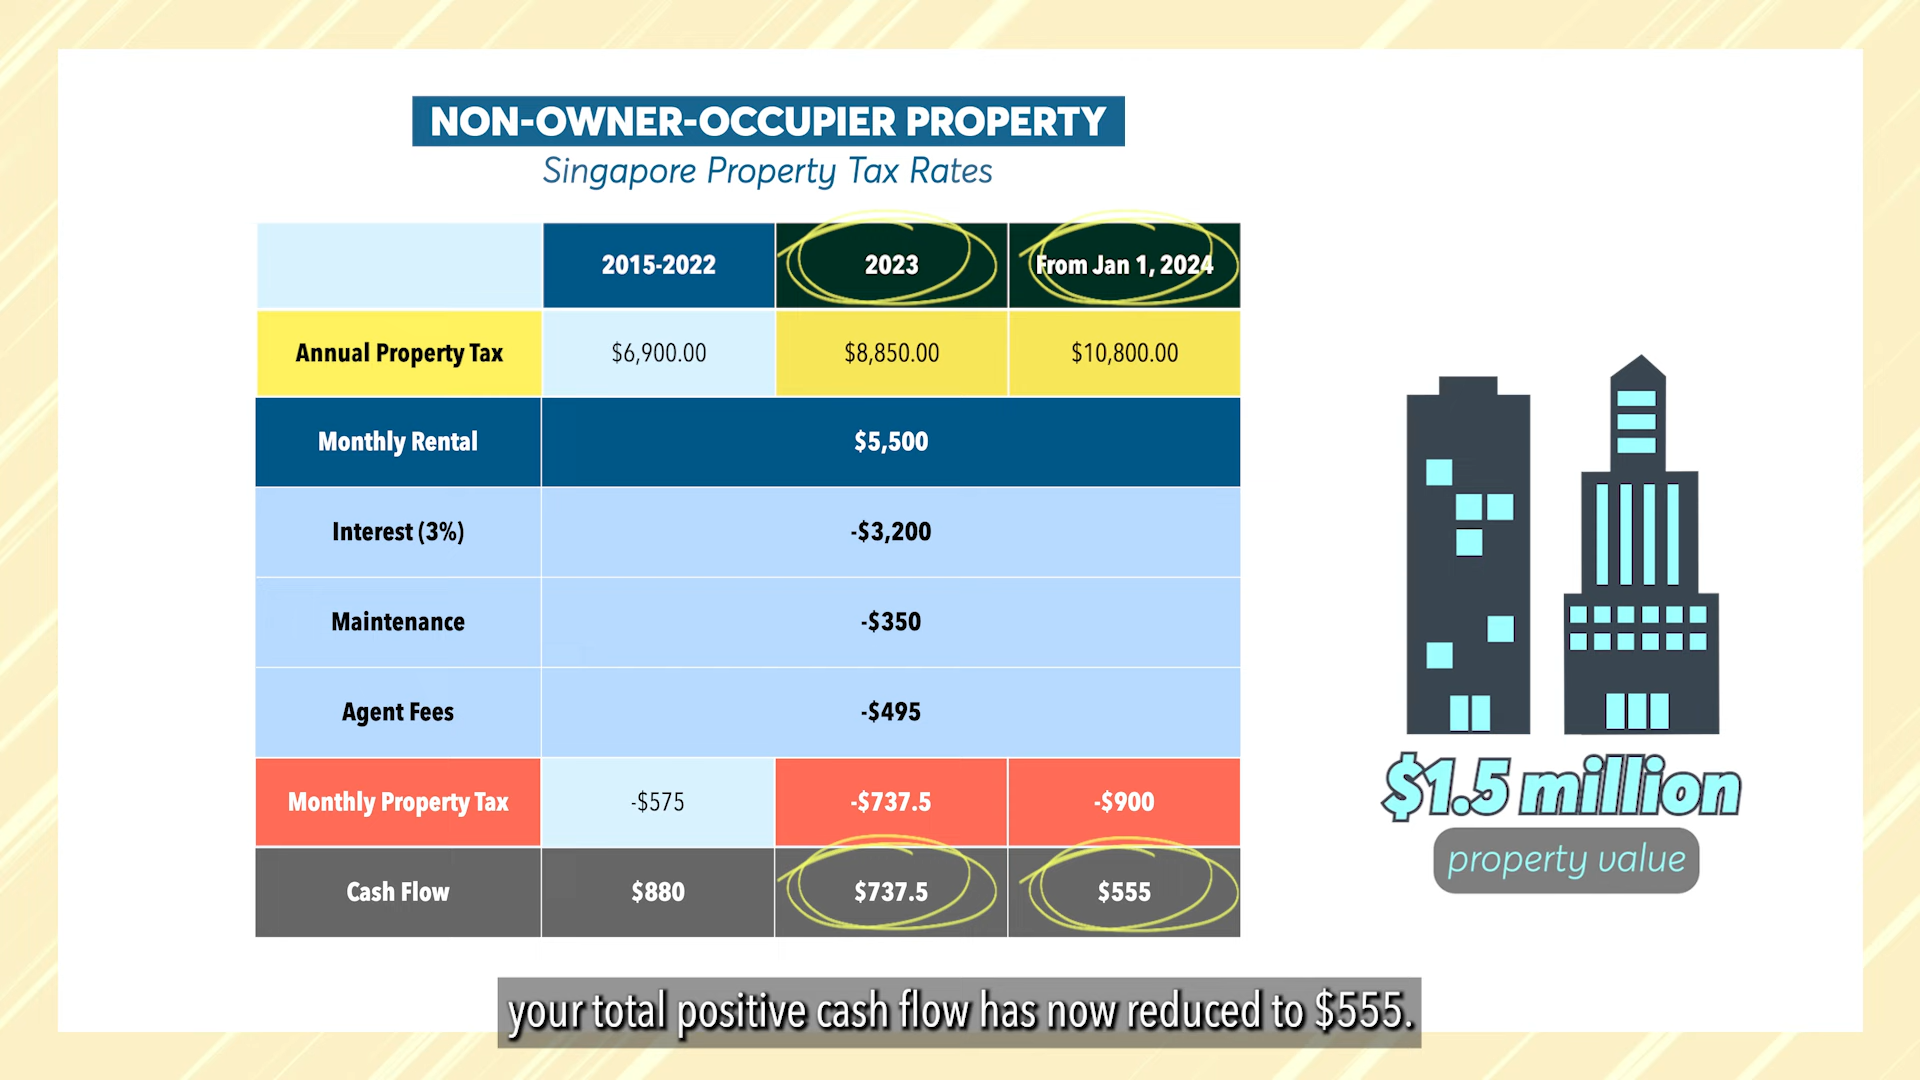 NON-OWNER-OCCUPIER PROPERTY
Singapore Property Tax Rates
2015-2022 2023 From Jan 1, 2024
Annual Property Tax $6,900.00 $8,850.00 $10,800.00
Monthly Rental $5,500
Interest (3%) -$3,200
Maintenance -$350
Agent Fees -$495
Monthly Property Tax -$575 -$737.5 -$900
Cash Flow $880 $737.5 $555
$1.5 million
property value
your total positive cash flow has now reduced to $555.